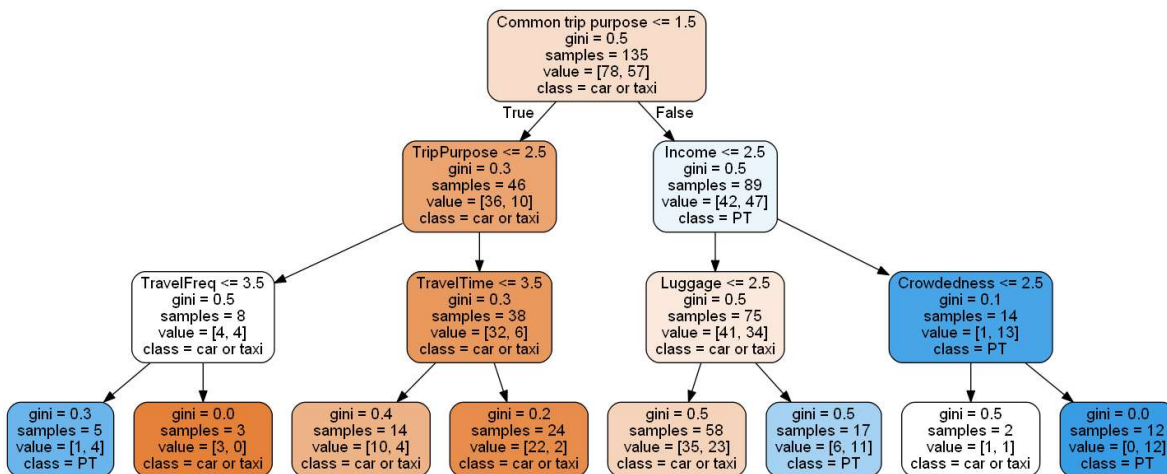 Common trip purpose <= 1.5
gini = 0.5
samples = 135
value = [78, 57]
class = car or taxi
True
False
TripPurpose <= 2.5
gini = 0.3
samples = 46
value = [36, 10]
class = car or taxi
Income <= 2.5
gini = 0.5
samples = 89
value = [42, 47]
class = PT
TravelFreq <= 3.5
gini = 0.5
samples = 8
value = [4, 4]
class = car or taxi
TravelTime <= 3.5
gini = 0.3
samples = 38
value = [32, 6]
class = car or taxi
Luggage <= 2.5
gini = 0.5
samples = 75
value = [41, 34]
class = car or taxi
Crowdedness <= 2.5
gini = 0.1
samples = 14
value = [1, 13]
class = PT
gini = 0.3
samples = 5
value = [1, 4]
class = PT
gini = 0.0
samples = 3
value = [3, 0]
class = car or taxi
gini = 0.4
samples = 14
value = [10, 4]
class = car or taxi
gini = 0.2
samples = 24
value = [22, 2]
class = car or taxi
gini = 0.5
samples = 58
value = [35, 23]
class = car or taxi
gini = 0.5
samples = 17
value = [6, 11]
class = PT
gini = 0.5
samples = 2
value = [1, 1]
class = car or taxi
gini = 0.0
samples = 12
value = [0, 12]
class = PT